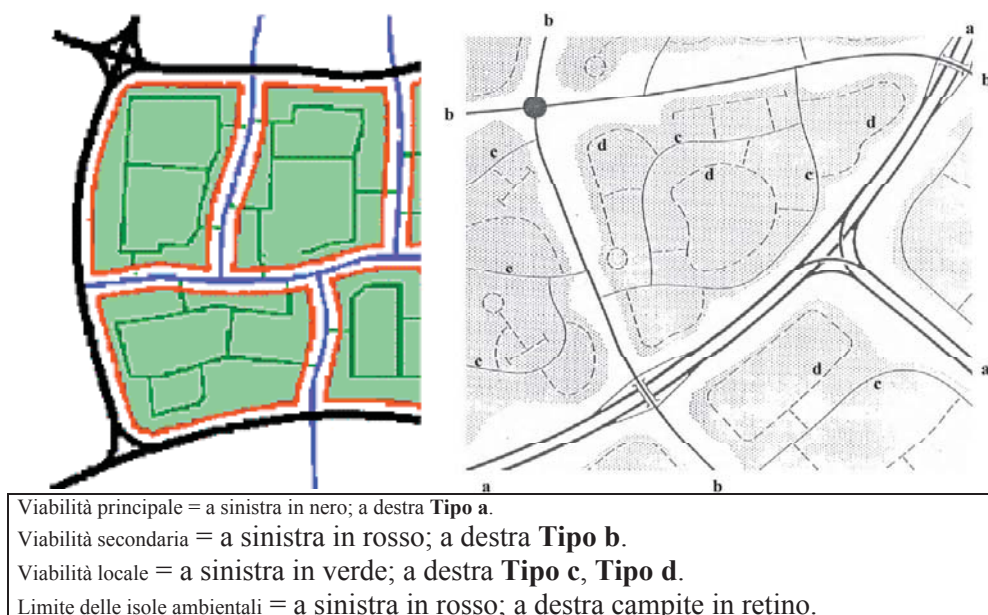 b
a
b
b
d
c
d
c
c
d
c
c
d
c
a
a
b
Viabilità principale = a sinistra in nero; a destra Tipo a.
Viabilità secondaria = a sinistra in rosso; a destra Tipo b.
Viabilità locale = a sinistra in verde; a destra Tipo c, Tipo d.
Limite delle isole ambientali = a sinistra in rosso; a destra campite in retino.